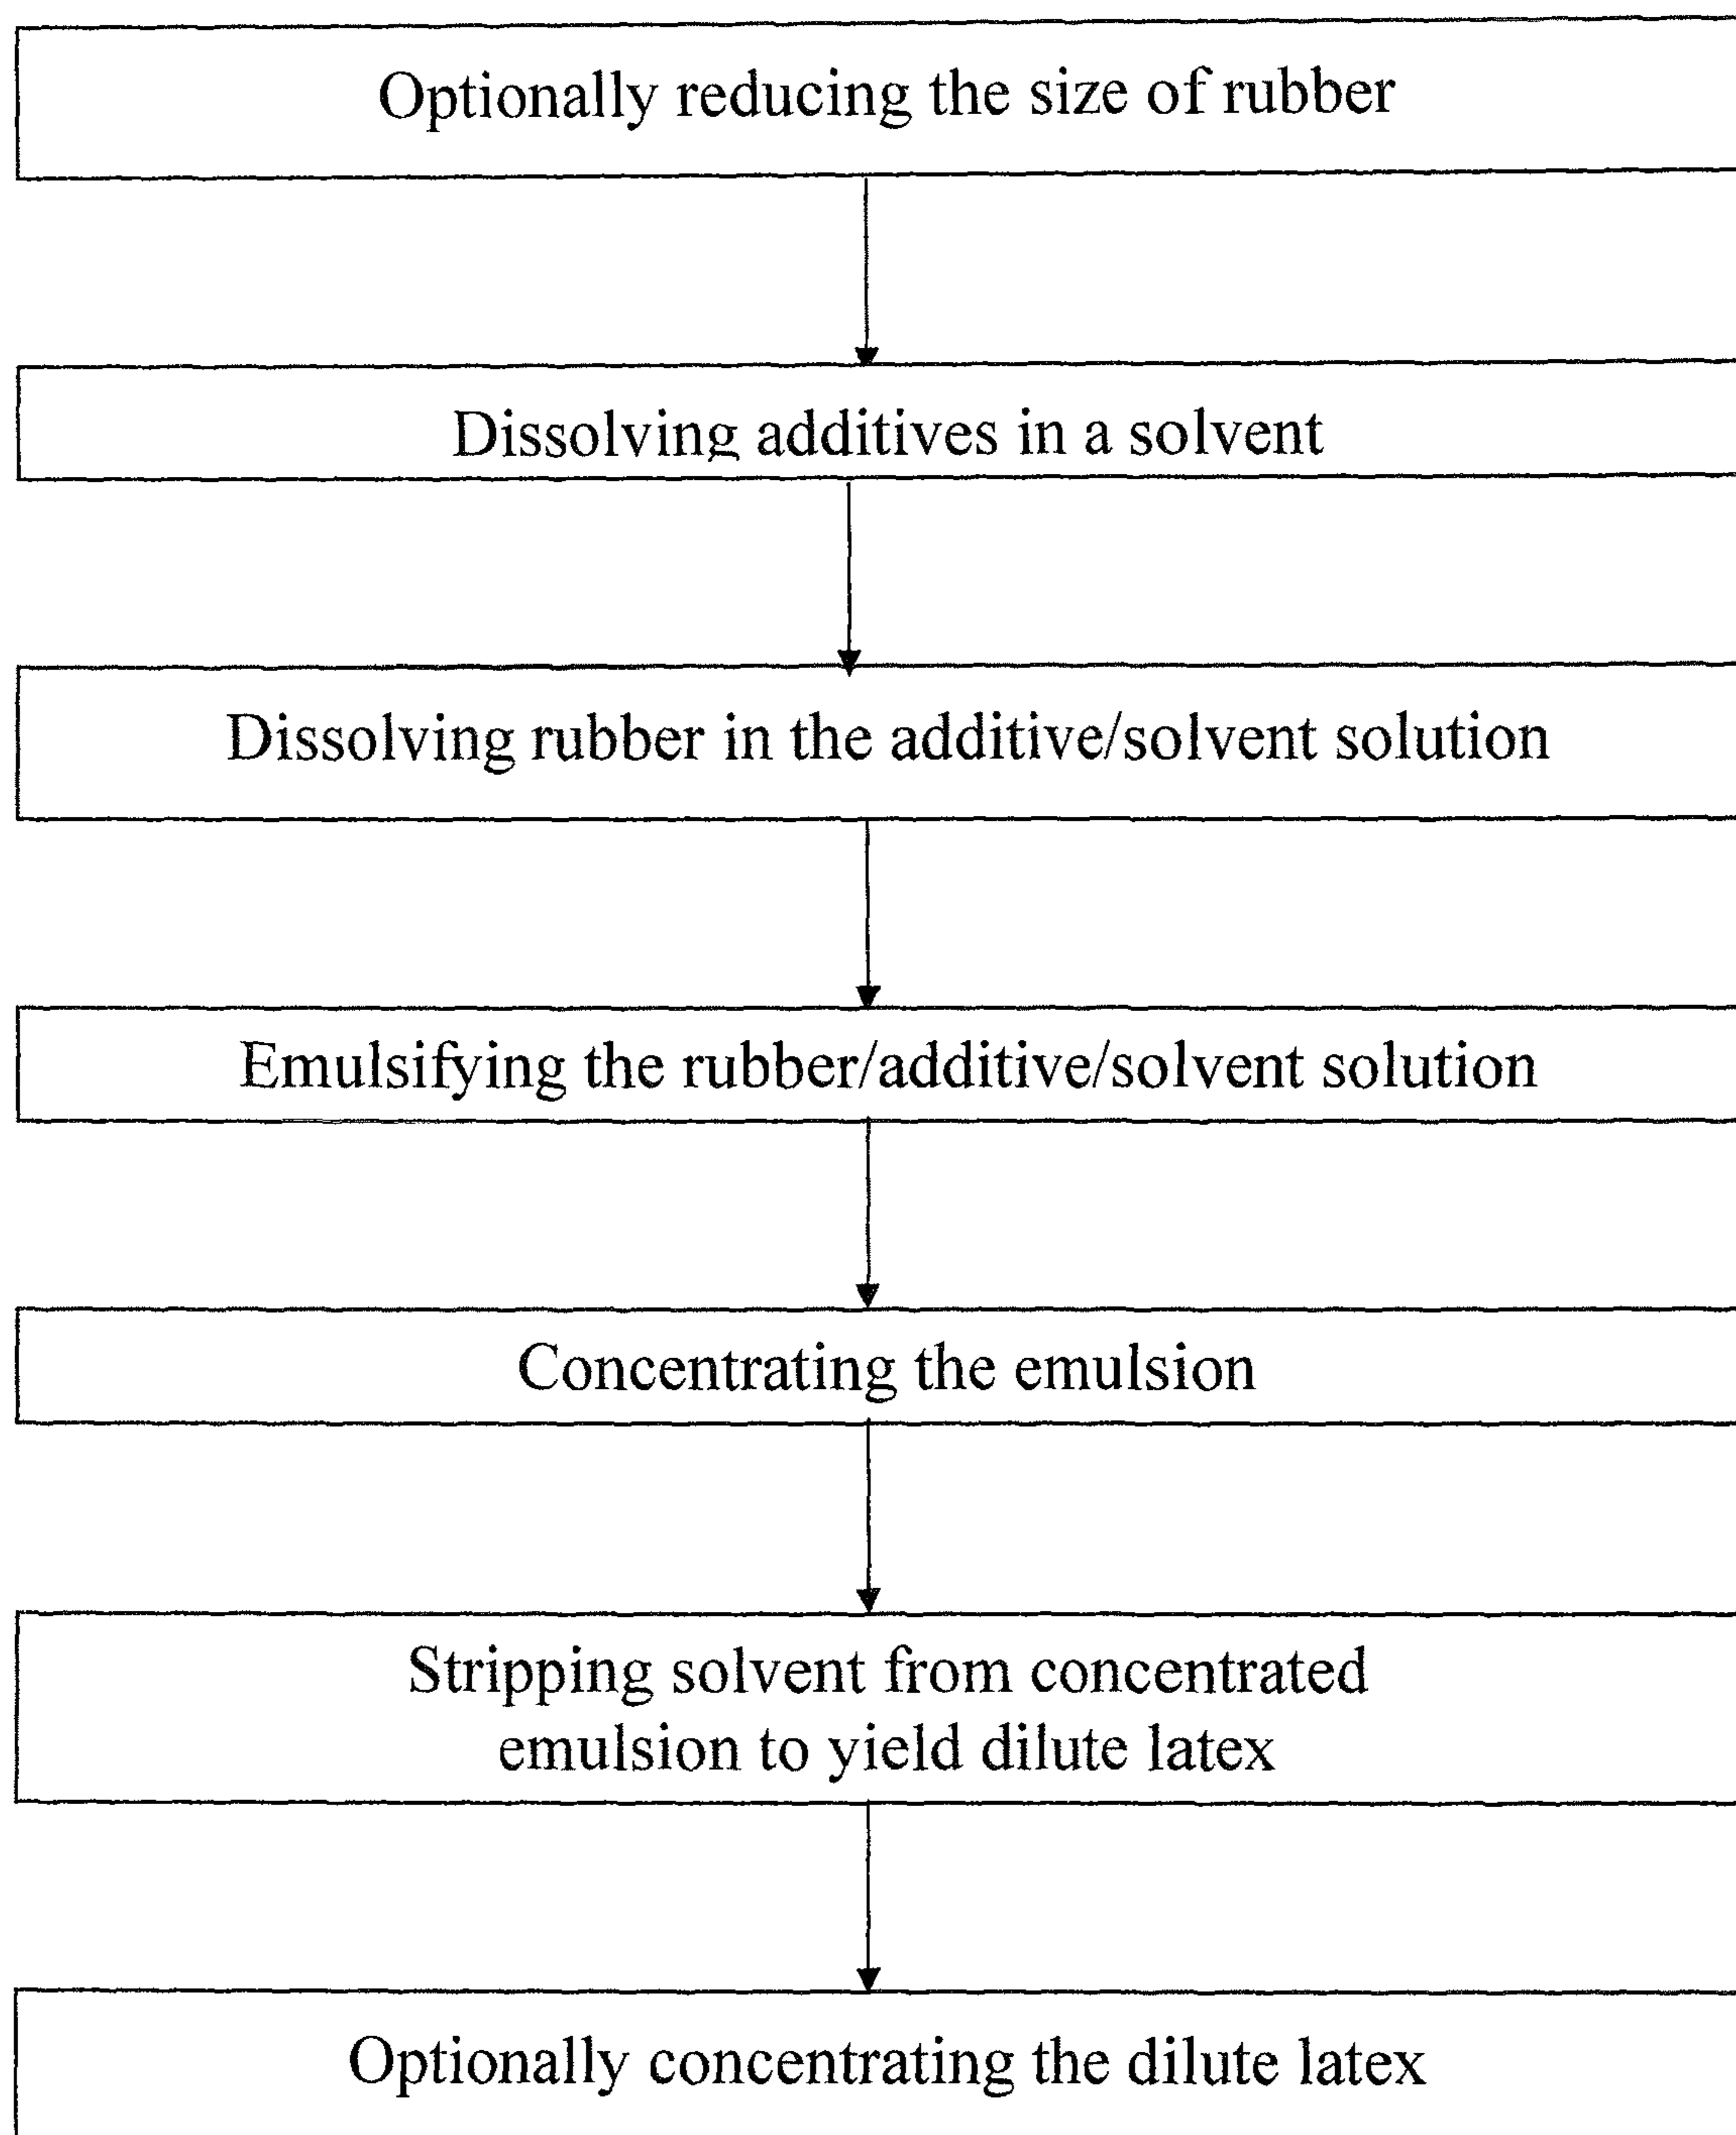 Optionally reducing the size of rubber
Dissolving additives in a solvent
Dissolving rubber in the additive/solvent solution
Emulsifying the rubber/additive/solvent solution
Concentrating the emulsion
Stripping solvent from concentrated
emulsion to yield dilute latex
Optionally concentrating the dilute latex